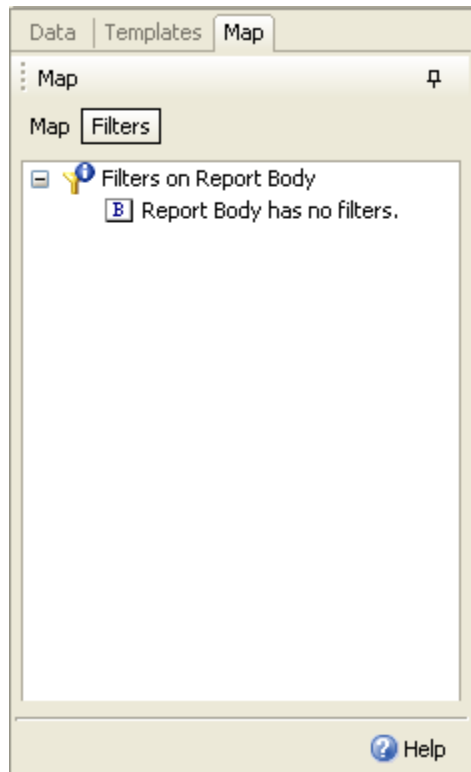 Data Templates Map
Map
Map Filters
Filters on Report Body
B Report Body has no filters.
Help